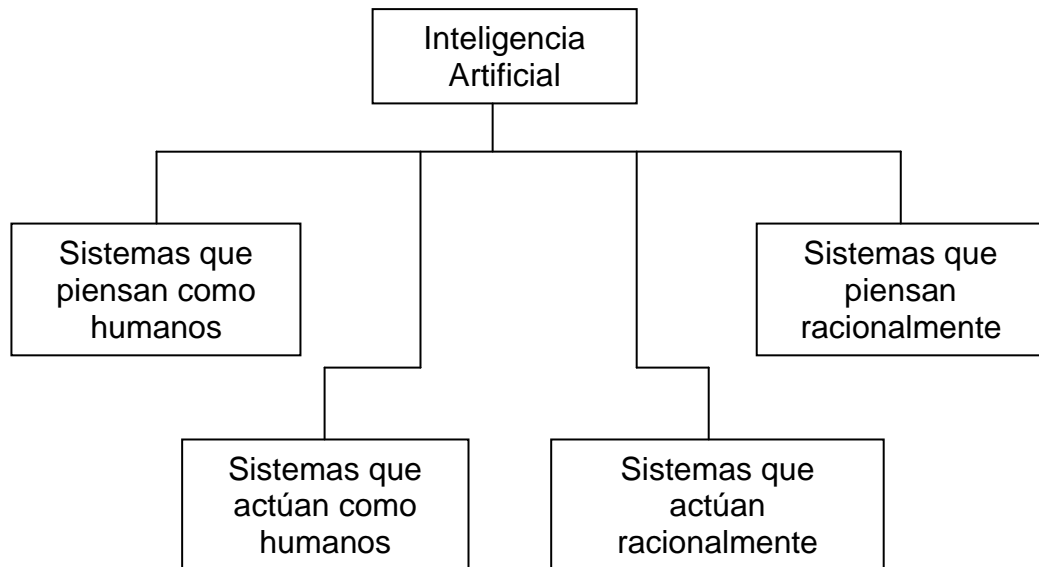 Inteligencia
Artificial
Sistemas que
piensan como
humanos
Sistemas que
piensan
racionalmente
Sistemas que
actúan como
humanos
Sistemas que
actúan
racionalmente